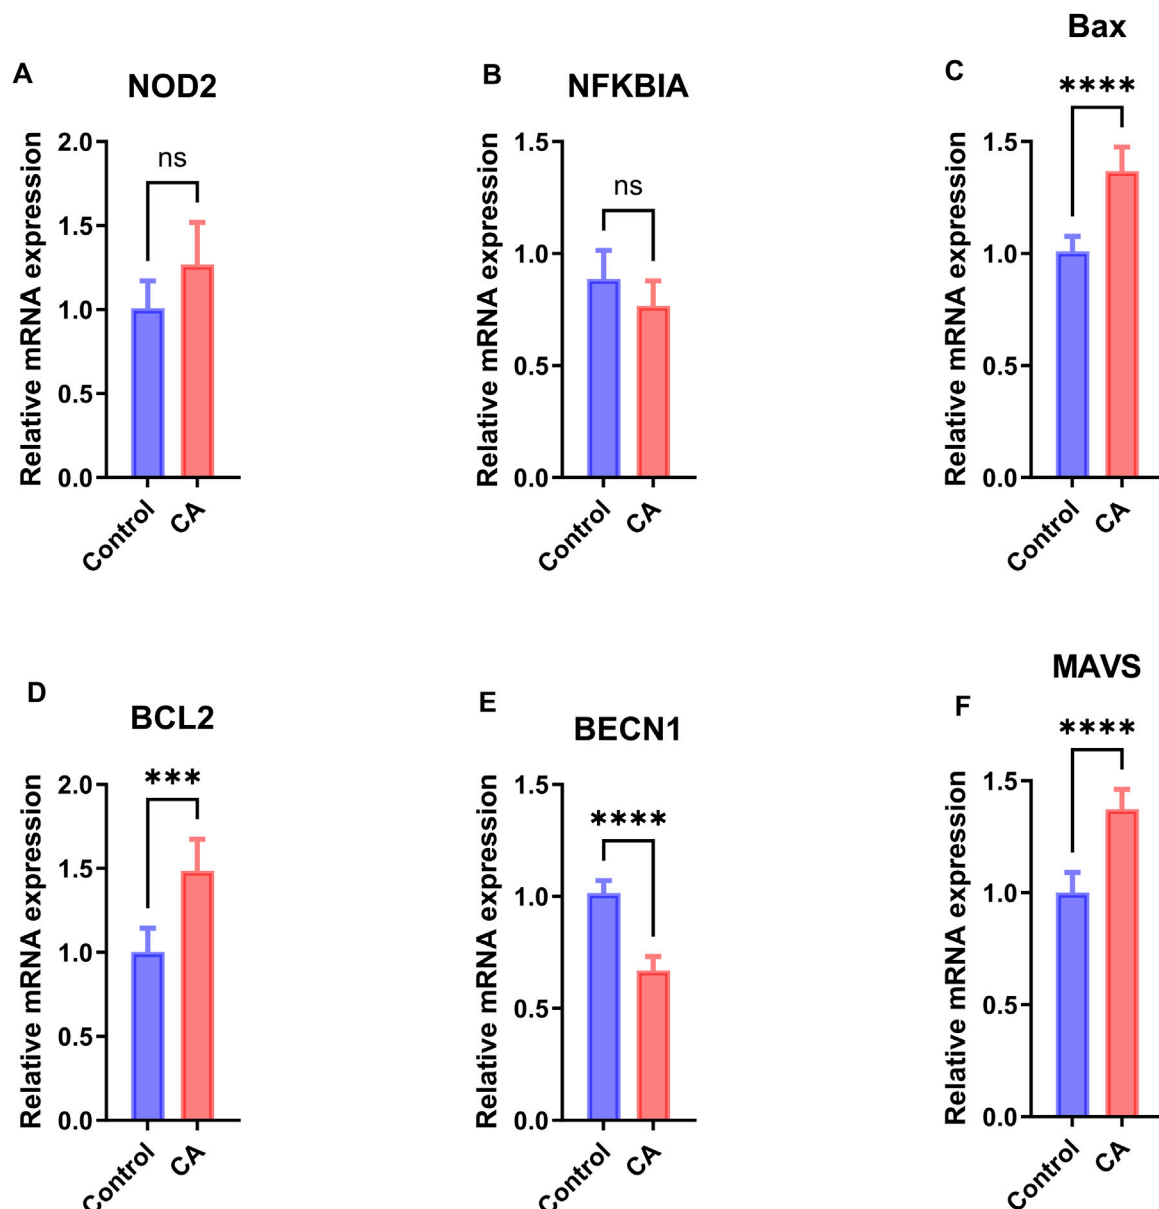 A
NOD2
ns
Relative mRNA expression
2.0
1.5
1.0
0.5
0.0
Control
CA
B
NFKBIA
ns
Relative mRNA expression
1.5
1.0
0.5
0.0
Control
CA
C
Bax
****
Relative mRNA expression
1.5
1.0
0.5
0.0
Control
CA
D
BCL2
***
Relative mRNA expression
2.0
1.5
1.0
0.5
0.0
Control
CA
E
BECN1
****
Relative mRNA expression
1.5
1.0
0.5
0.0
Control
CA
F
MAVS
****
Relative mRNA expression
1.5
1.0
0.5
0.0
Control
CA